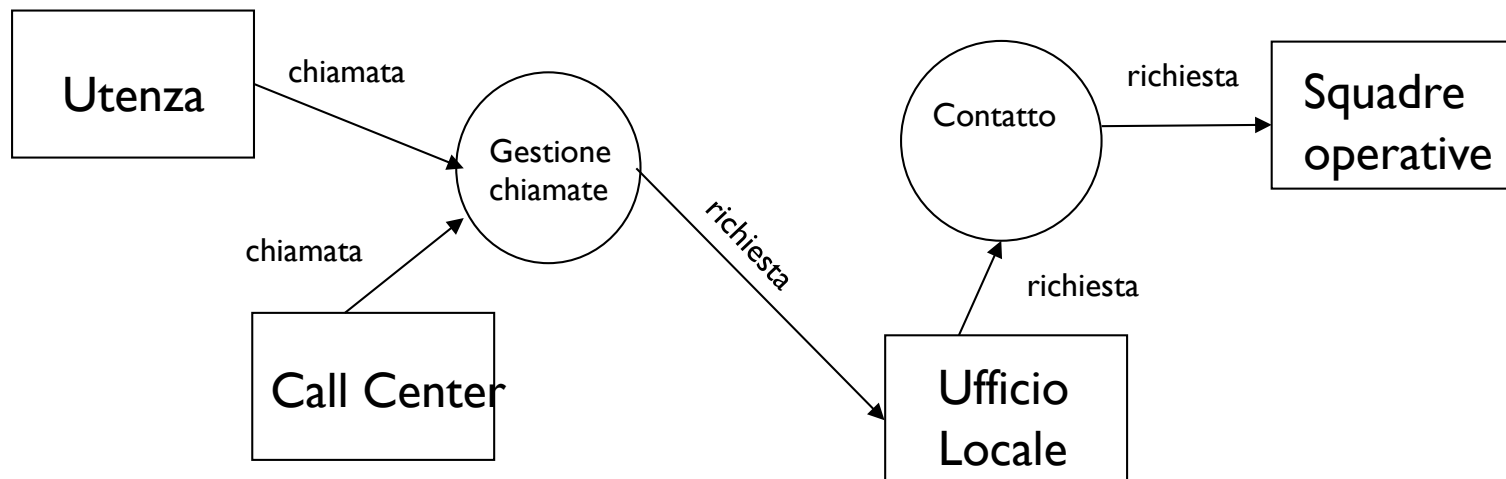 Utenza
chiamata
Gestione
chiamate
chiamata
Call Center
richiesta
Ufficio
Locale
richiesta
Contatto
richiesta
Squadre
operative